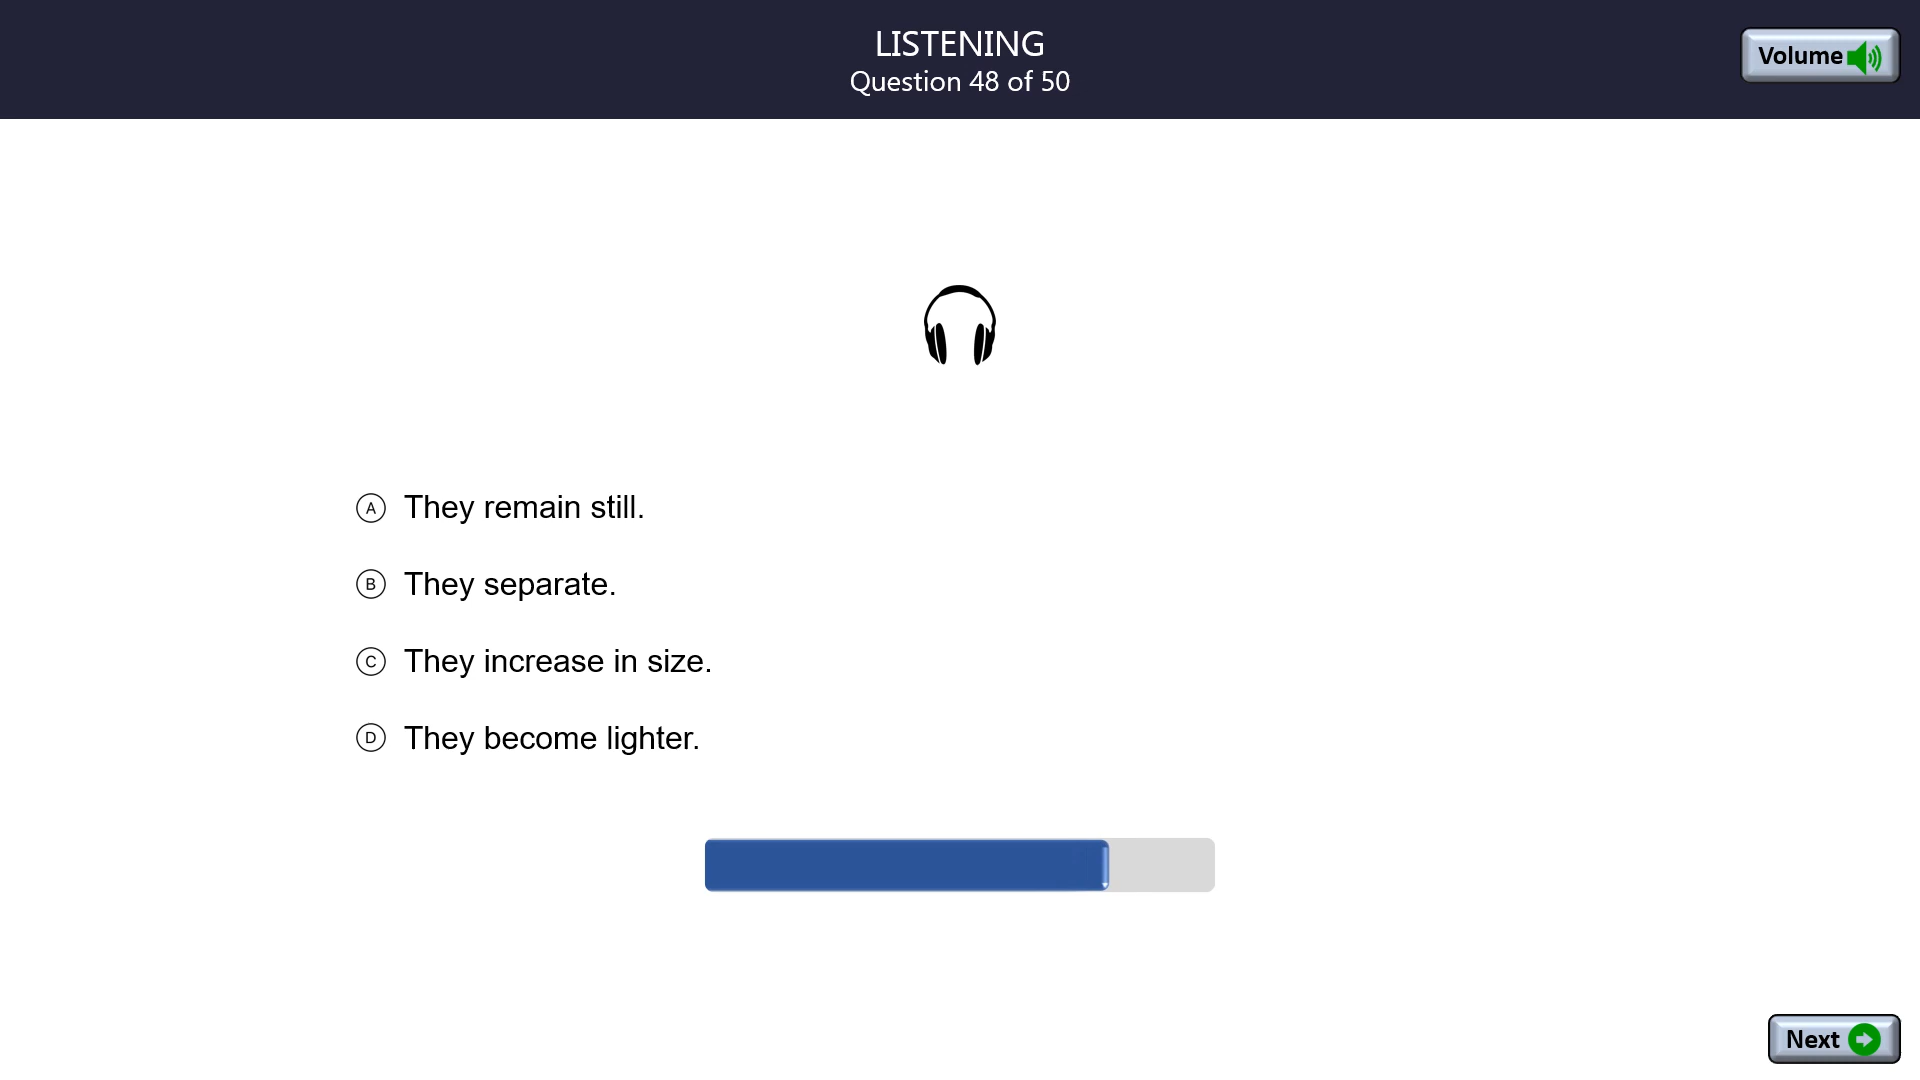 LISTENING
Question 48 of 50
Volume
A They remain still.
B They separate.
C They increase in size.
D They become lighter.
Next